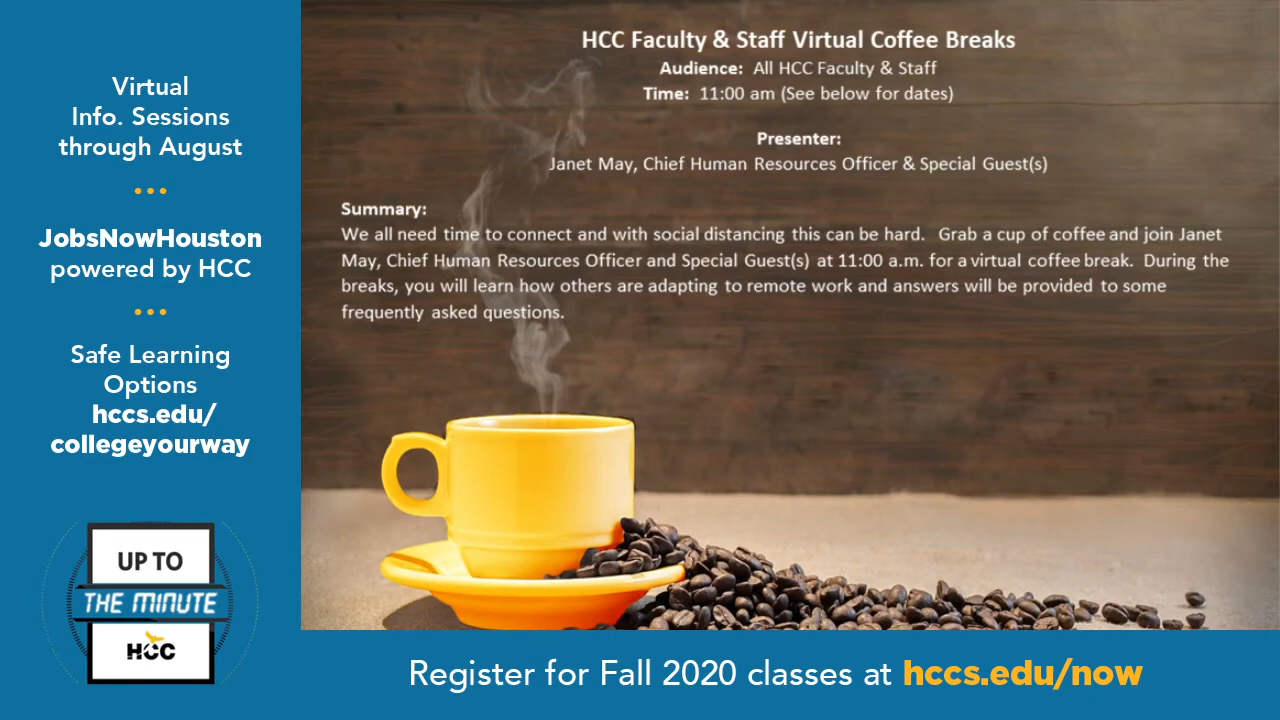 Virtual
Info. Sessions
through August
JobsNowHouston
powered by HCC
Safe Learning
Options
hccs.edu/
collegeyourway
UP TO
THE MINUTE
HCC
HCC Faculty & Staff Virtual Coffee Breaks
Audience: All HCC Faculty & Staff
Time: 11:00 am (See below for dates)
Presenter:
Janet May, Chief Human Resources Officer & Special Guest(s)
Summary:
We all need time to connect and with social distancing this can be hard. Grab a cup of coffee and join Janet
May, Chief Human Resources Officer and Special Guest(s) at 11:00 a.m. for a virtual coffee break. During the
breaks, you will learn how others are adapting to remote work and answers will be provided to some
frequently asked questions.
Register for Fall 2020 classes at hccs.edu/now